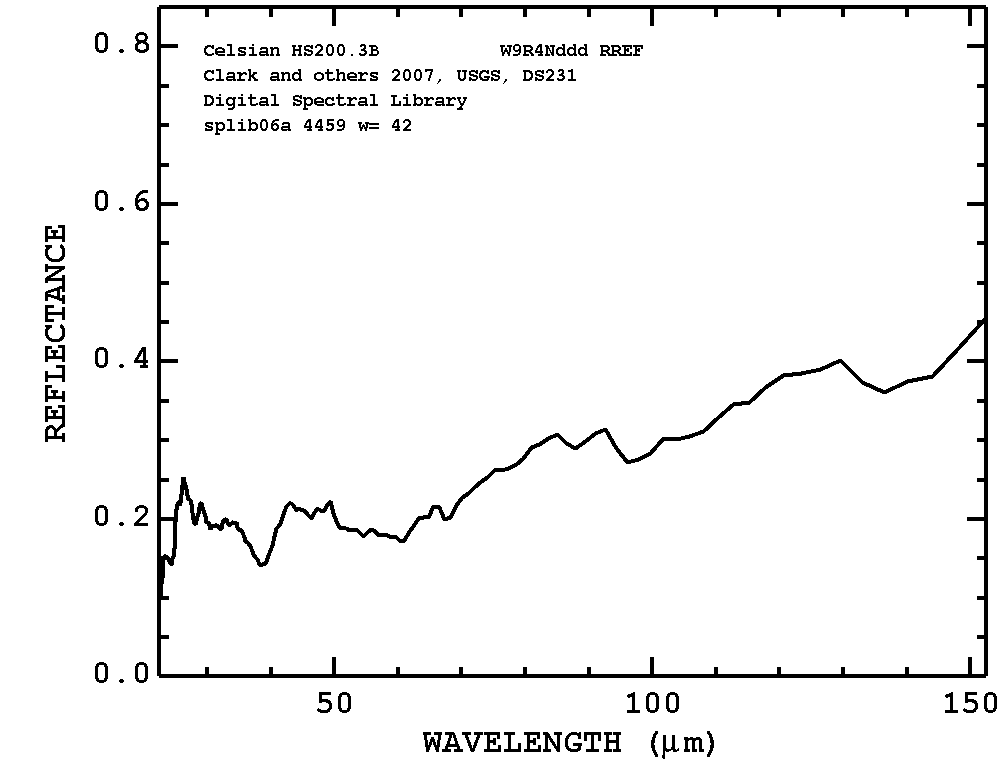 Celsian HS200.3B W9R4Nddd RREF
Clark and others 2007, USGS, DS231
Digital Spectral Library
splib06a 4459 w= 42
0.8
0.6
0.4
0.2
0.0
REFLECTANCE
50 100 150
WAVELENGTH (μm)